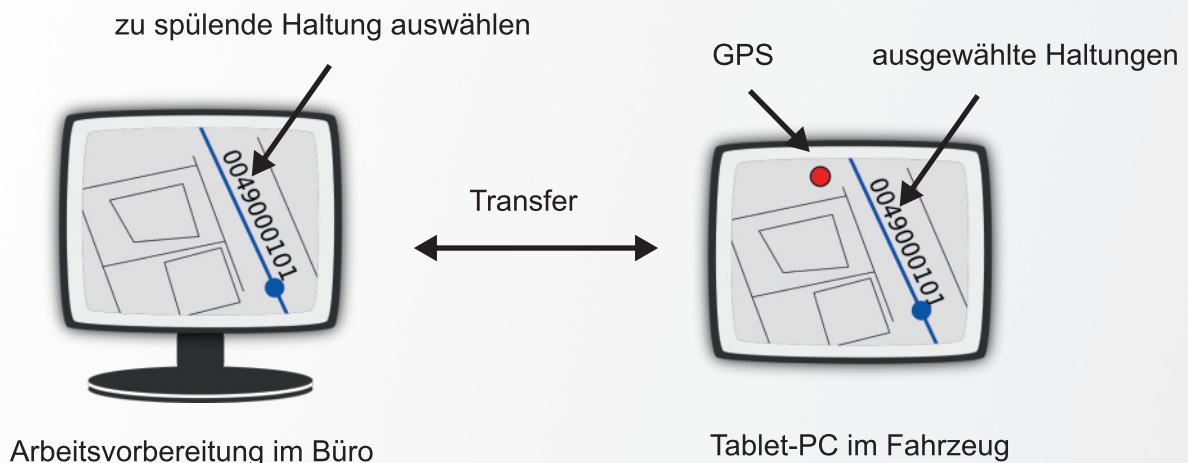 zu spülende Haltung auswählen
GPS
ausgewählte Haltungen
0049000101
Transfer
0049000101
Arbeitsvorbereitung im Büro
Tablet-PC im Fahrzeug